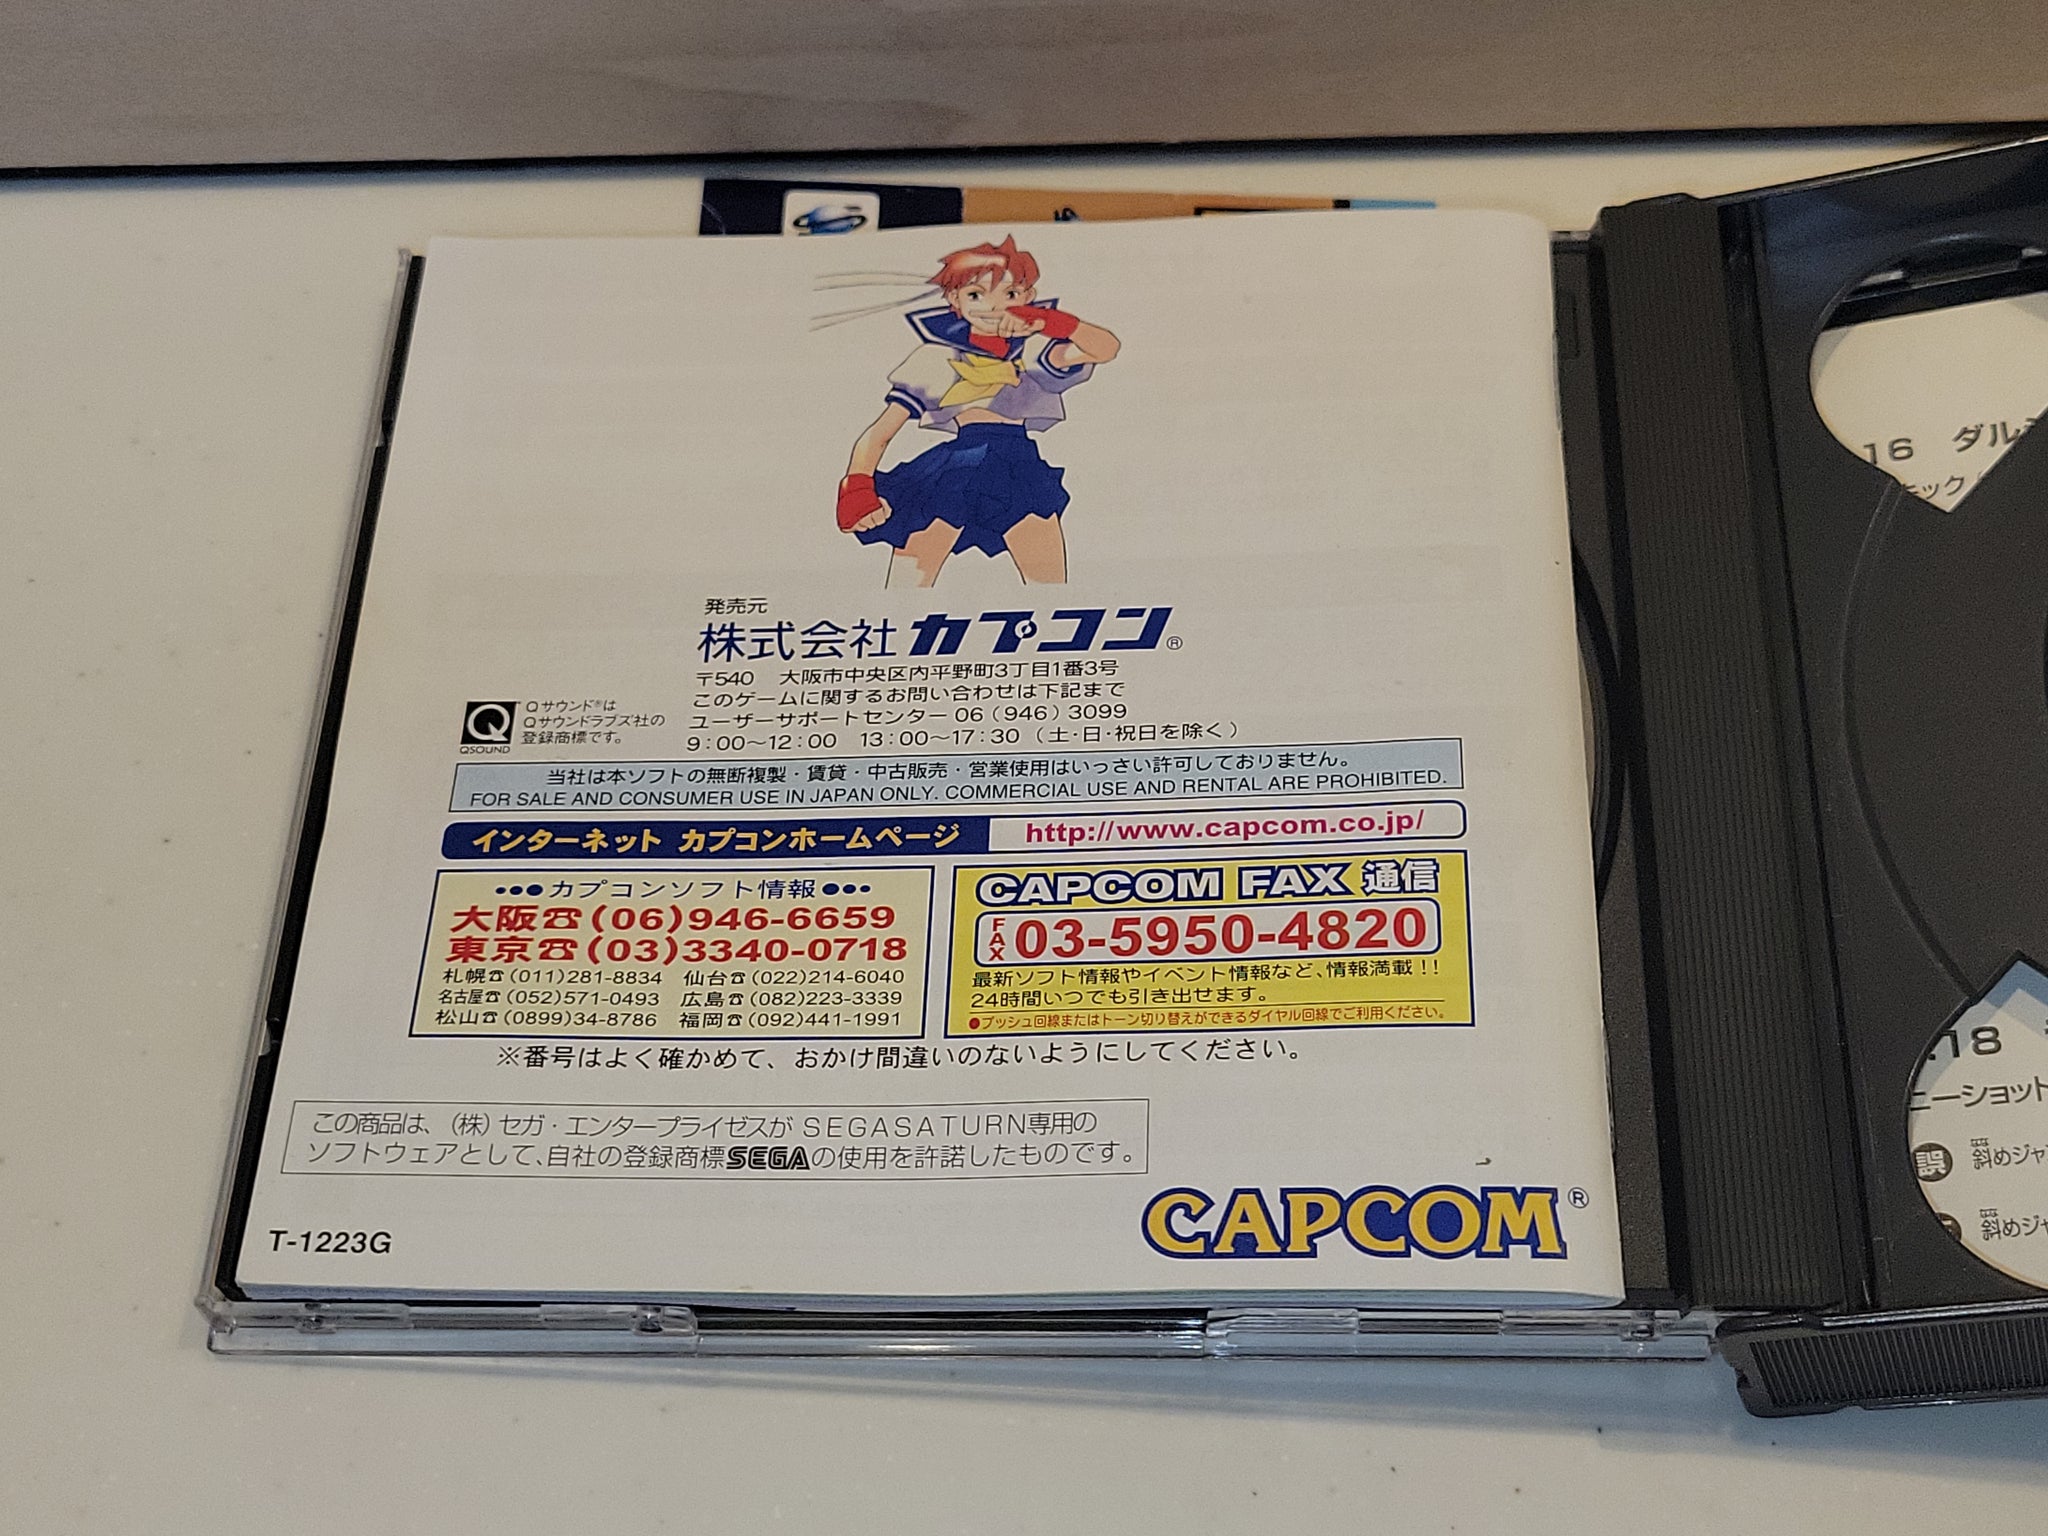 発売元
株式会社 カプコン®
〒540 大阪市中央区内平野町3丁目1番3号
このゲームに関するお問い合わせは下記まで
ユーザーサポートセンター 06(946)3099
9:00〜12:00 13:00〜17:30(土・日・祝日を除く)
Q
QSOUND
Qサウンド®は
Qサウンドラブズ社の
登録商標です。
当社は本ソフトの無断複製・賃貸・中古販売・営業使用はいっさい許可しておりません。
FOR SALE AND CONSUMER USE IN JAPAN ONLY. COMMERCIAL USE AND RENTAL ARE PROHIBITED.
インターネット カプコンホームページ http://www.capcom.co.jp/
●●●カプコンソフト情報●●●
大阪☎(06)946-6659
東京☎(03)3340-0718
札幌☎(011)281-8834 仙台☎(022)214-6040
名古屋☎(052)571-0493 広島☎(082)223-3339
松山☎(0899)34-8786 福岡☎(092)441-1991
CAPCOM FAX 通信
FAX 03-5950-4820
最新ソフト情報やイベント情報など、情報満載!!
24時間いつでも引き出せます。
●プッシュ回線またはトーン切り替えができるダイヤル回線でご利用ください。
※番号はよく確かめて、おかけ間違いのないようにしてください。
この商品は、(株)セガ・エンタープライゼスが SEGASATURN専用の
ソフトウェアとして、自社の登録商標SEGAの使用を許諾したものです。
T-1223G
CAPCOM®
16 ダル
キック
.18
ニーショット
誤 斜めジャ
斜めジャ